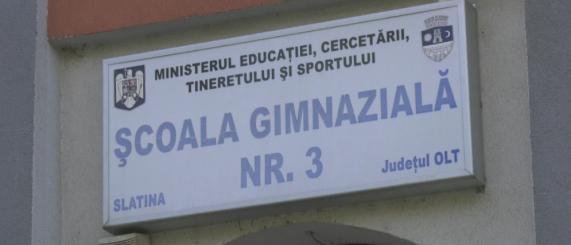 MINISTERUL EDUCAŢIEI, CERCETĂRII,
TINERETULUI ŞI SPORTULUI
ŞCOALA GIMNAZIALĂ
NR. 3
SLATINA
Judeţul OLT